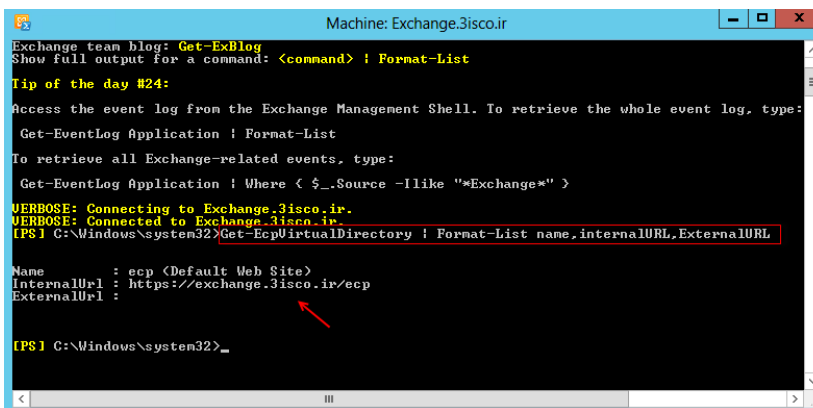 Machine: Exchange.3isco.ir
Exchange team blog: Get-ExBlog
Show full output for a command: <command> | Format-List
Tip of the day #24:
Access the event log from the Exchange Management Shell. To retrieve the whole event log, type:
Get-EventLog Application | Format-List
To retrieve all Exchange-related events, type:
Get-EventLog Application | Where { $_.Source -Ilike "*Exchange*" }
VERBOSE: Connecting to Exchange.3isco.ir.
VERBOSE: Connected to Exchange.3isco.ir.
[PS] C:\Windows\system32>Get-EcpVirtualDirectory | Format-List name,internalURL,ExternalURL
Name : ecp (Default Web Site)
InternalUrl : https://exchange.3isco.ir/ecp
ExternalUrl :
[PS] C:\Windows\system32>_